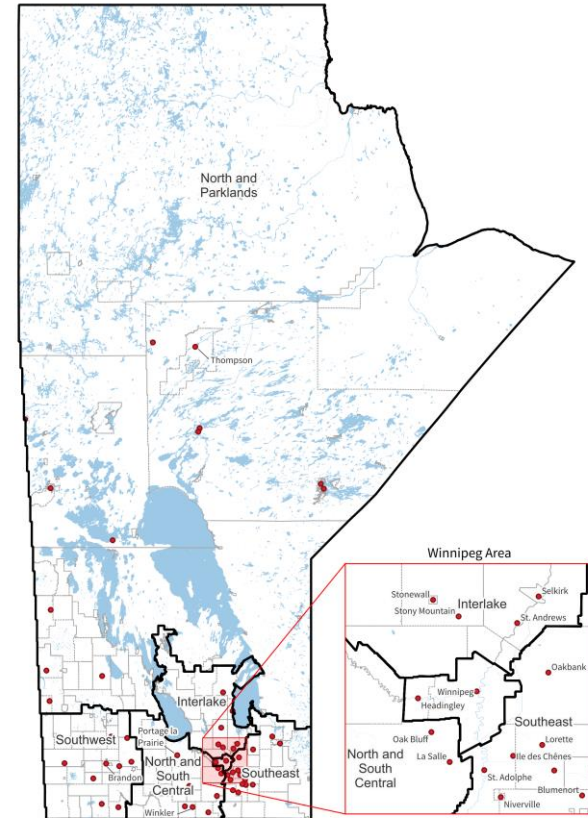 North and
Parklands
Thompson
Winnipeg Area
Stonewall
Selkirk
Interlake
Stony Mountain
St. Andrews
Oakbank
Winnipeg
Headingley
Southeast
Oak Bluff
Lorette
La Salle
Ile des Chênes
North and
South
Central
St. Adolphe
Blumenort
Niverville
Interlake
Southwest
Portage la
Prairie
North and
South
Central
Southeast
Brandon
Winkler